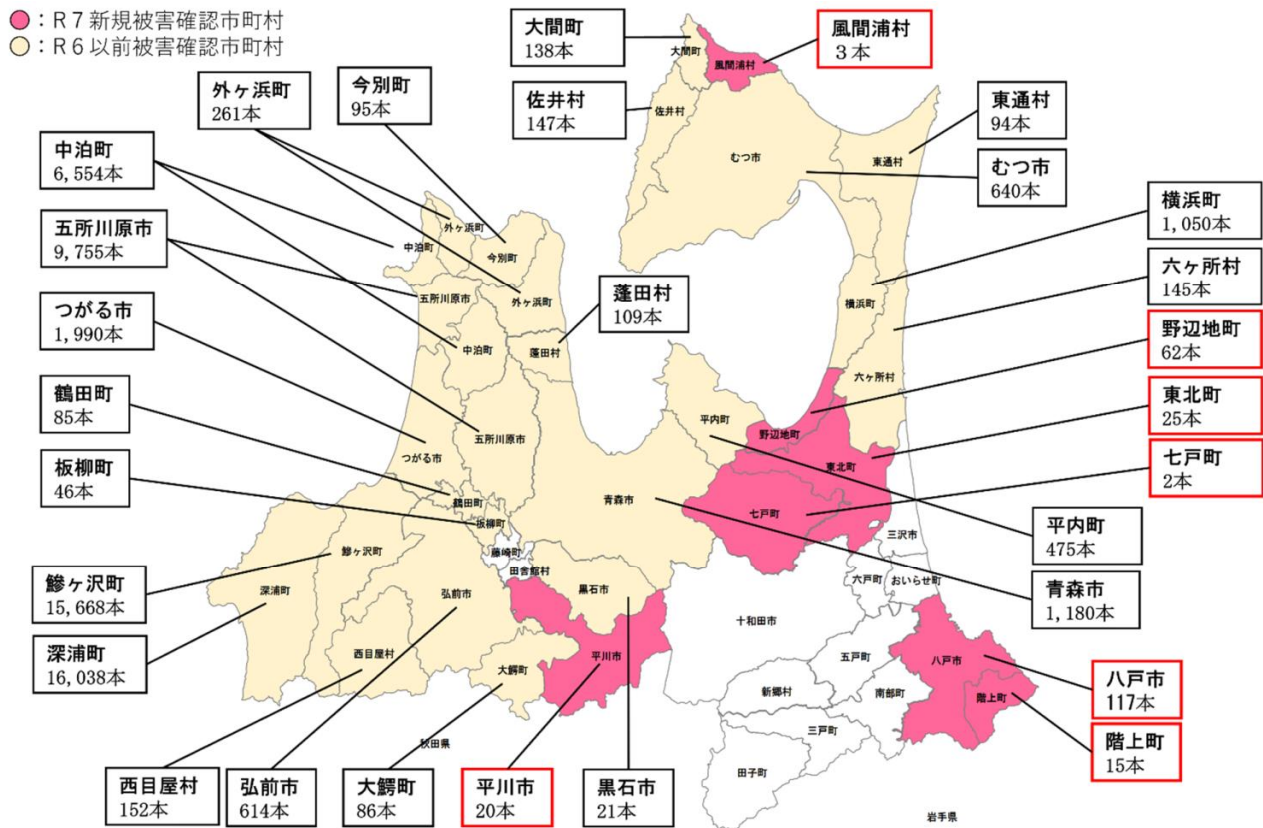 ：R7新規被害確認市町村
：R6以前被害確認市町村
大間町
138本
風間浦村
3本
外ヶ浜町
261本
今別町
95本
佐井村
147本
東通村
94本
中泊町
6,554本
むつ市
640本
五所川原市
9,755本
横浜町
1,050本
つがる市
1,990本
蓬田村
109本
六ヶ所村
145本
野辺地町
62本
鶴田町
85本
東北町
25本
板柳町
46本
七戸町
2本
平内町
475本
鰺ヶ沢町
15,668本
青森市
1,180本
深浦町
16,038本
八戸市
117本
階上町
15本
西目屋村
152本
弘前市
614本
大鰐町
86本
平川市
20本
黒石市
21本
大間町
風間浦村
佐井村
むつ市
東通村
外ヶ浜町
中泊町
今別町
五所川原市
外ヶ浜町
横浜町
中泊町
蓬田村
六ヶ所村
平内町
野辺地町
五所川原市
東北町
つがる市
青森市
鶴田町
七戸町
板柳町
三沢市
藤崎町
鰺ヶ沢町
田舎館村
六戸町
おいらせ町
深浦町
弘前市
黒石市
十和田市
西目屋村
大鰐町
平川市
五戸町
八戸市
新郷村
南部町
階上町
秋田県
三戸町
田子町
岩手県